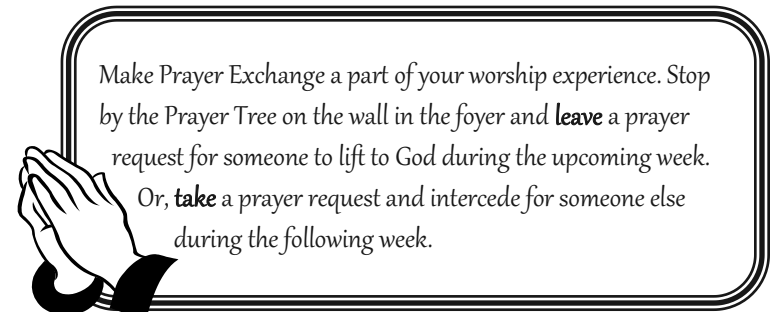 Make Prayer Exchange a part of your worship experience. Stop
by the Prayer Tree on the wall in the foyer and leave a prayer
request for someone to lift to God during the upcoming week.
Or, take a prayer request and intercede for someone else
during the following week.